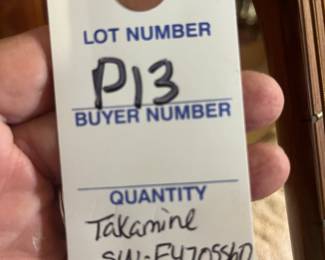 LOT NUMBER
P13
BUYER NUMBER
QUANTITY
Takamine